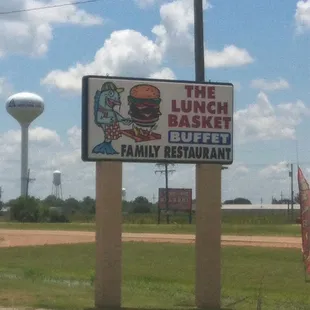 THE
LUNCH
BASKET
BUFFET
FAMILY RESTAURANT